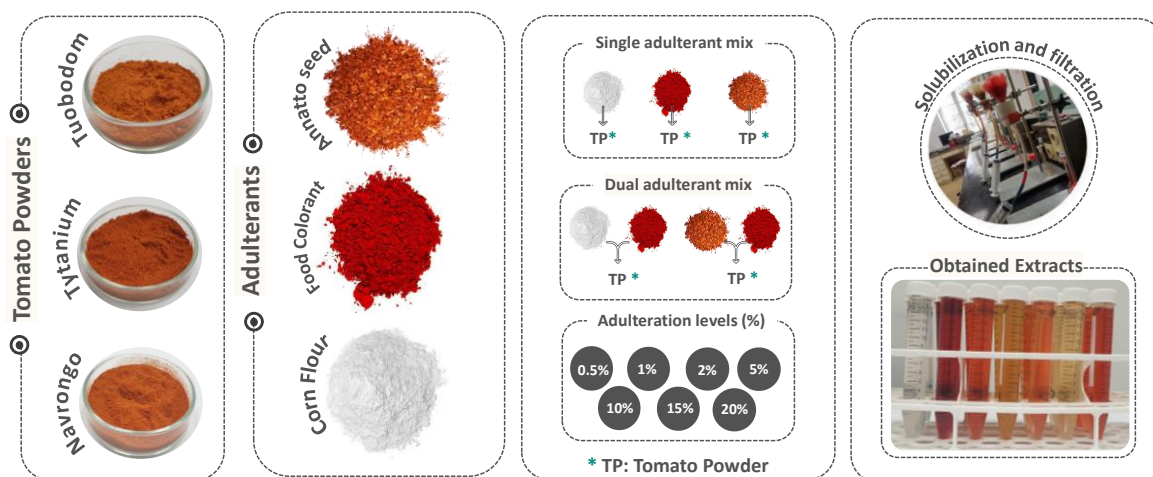 Tomato Powders
Tuobodom
Tytanium
Navrongo
Adulterants
Annatto seed
Food Colorant
Corn Flour
Single adulterant mix
TP* TP* TP*
Dual adulterant mix
TP * TP *
Adulteration levels (%)
0.5% 1% 2% 5%
10% 15% 20%
* TP: Tomato Powder
Solubilization and filtration
Obtained Extracts